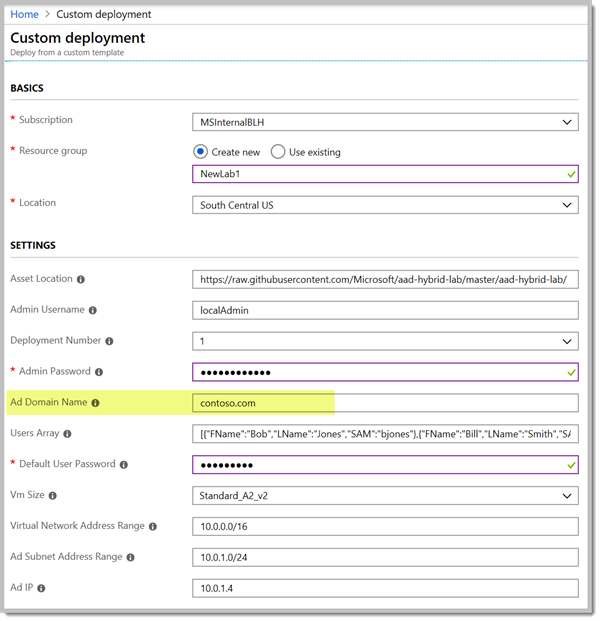 Home > Custom deployment
Custom deployment
Deploy from a custom template
BASICS
* Subscription
MSInternalBLH
* Resource group
Create new Use existing
NewLab1
* Location
South Central US
SETTINGS
Asset Location
https://raw.githubusercontent.com/Microsoft/aad-hybrid-lab/master/aad-hybrid-lab/
Admin Username
localAdmin
Deployment Number
1
* Admin Password
●●●●●●●●●●●●
Ad Domain Name
contoso.com
Users Array
[{"FName":"Bob","LName":"Jones","SAM":"bjones"},{"FName":"Bill","LName":"Smith","SA
* Default User Password
●●●●●●●●●
Vm Size
Standard_A2_v2
Virtual Network Address Range
10.0.0.0/16
Ad Subnet Address Range
10.0.1.0/24
Ad IP
10.0.1.4